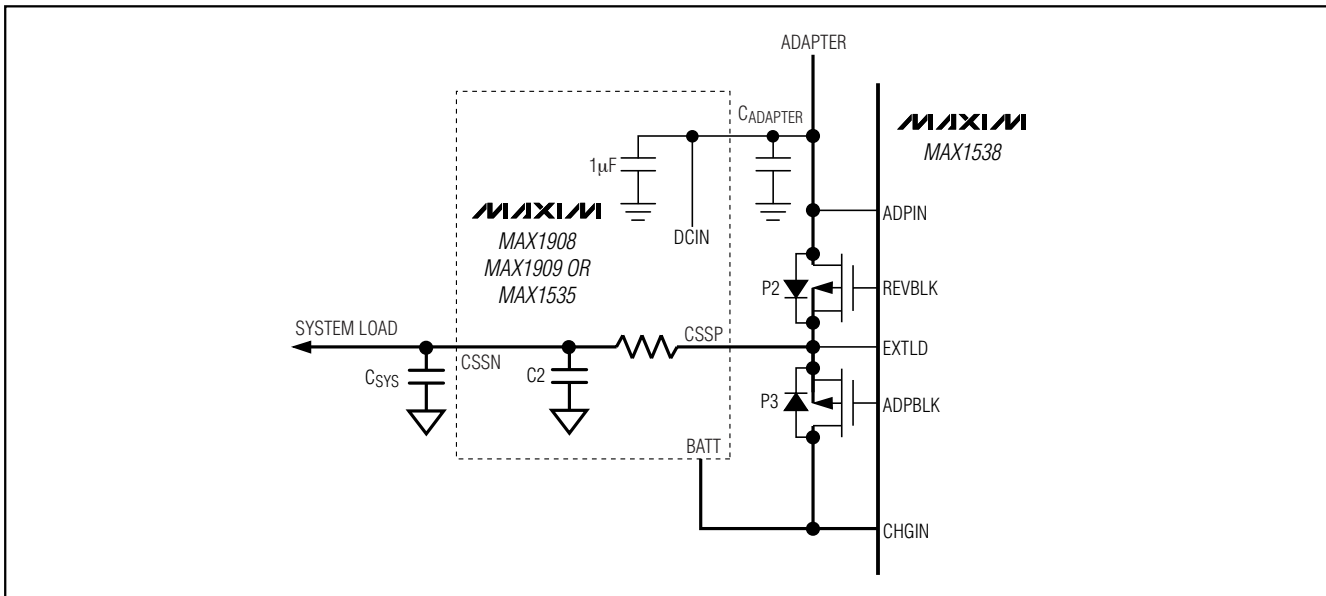 ADAPTER
CADAPTER
MAXIM
MAX1538
1µF
ADPIN
MAXIM
MAX1908
MAX1909 OR
MAX1535
DCIN
P2
REVBLK
SYSTEM LOAD
CSSP
EXTLD
CSSN
CSYS
C2
P3
ADPBLK
BATT
CHGIN